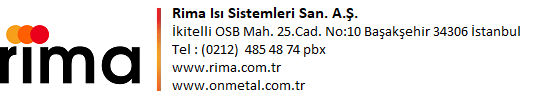 rima
Rima Isı Sistemleri San. A.Ş.
İkitelli OSB Mah. 25.Cad. No:10 Başakşehir 34306 İstanbul
Tel : (0212)  485 48 74 pbx
www.rima.com.tr
www.onmetal.com.tr